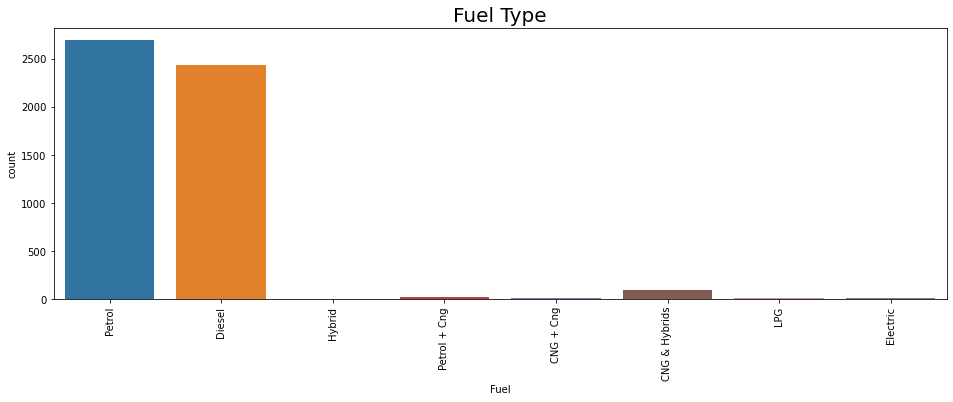 Fuel Type
count
2500
2000
1500
1000
500
0
Petrol
Diesel
Hybrid
Petrol + Cng
CNG + Cng
CNG & Hybrids
LPG
Electric
Fuel